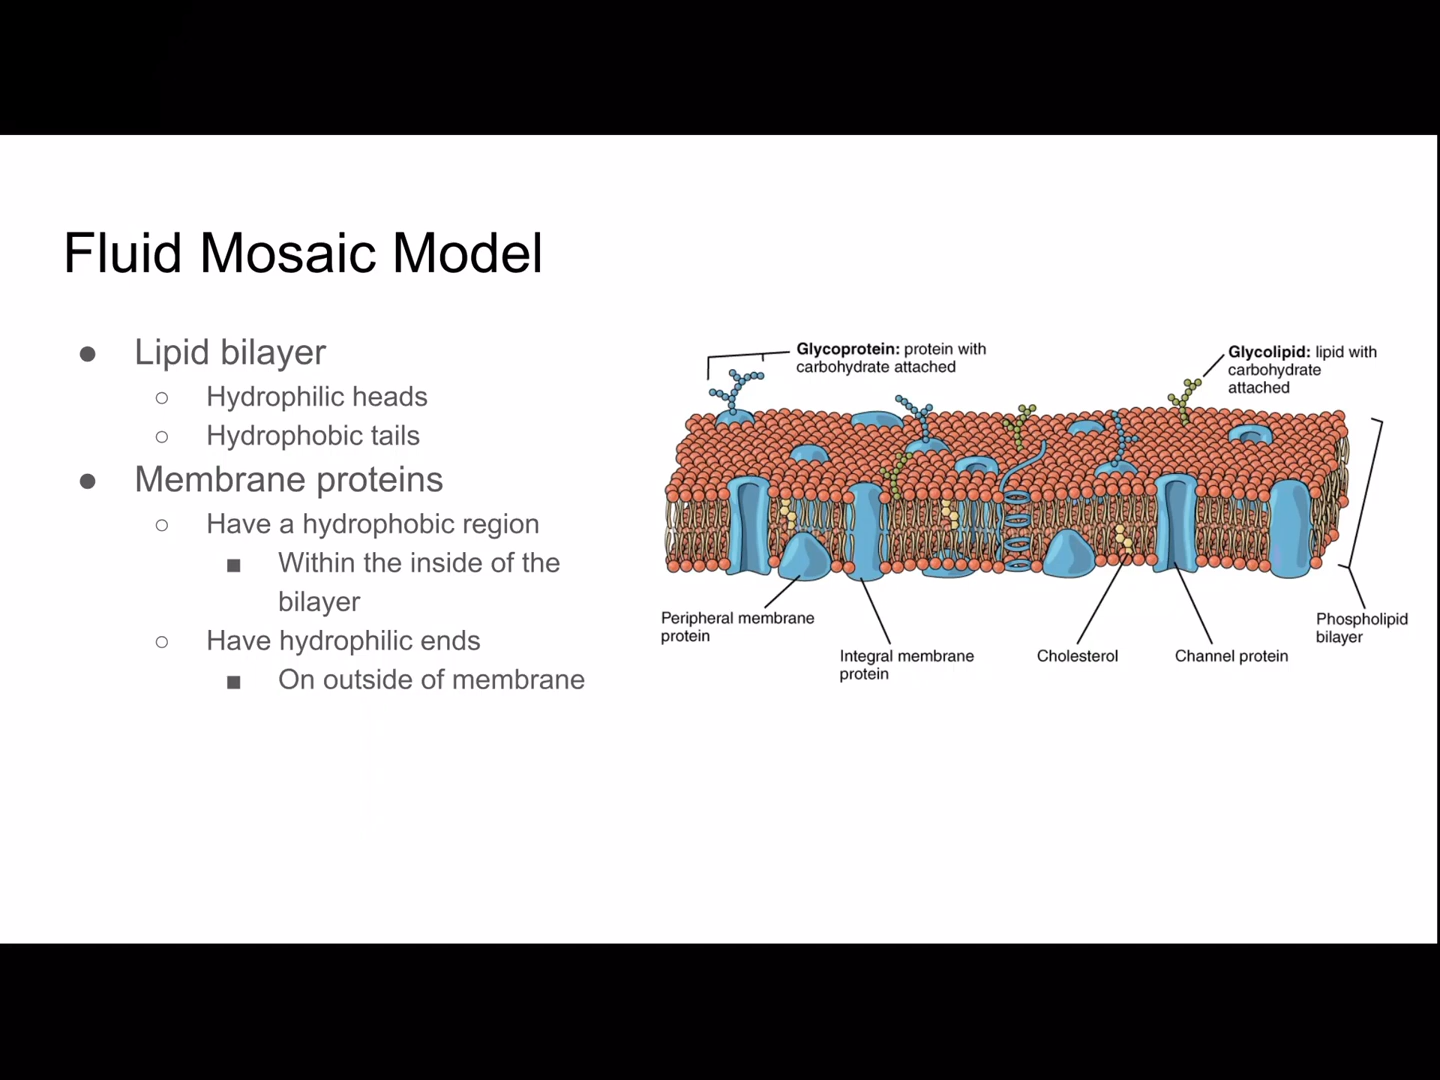 Fluid Mosaic Model
● Lipid bilayer
○ Hydrophilic heads
○ Hydrophobic tails
● Membrane proteins
○ Have a hydrophobic region
■ Within the inside of the
bilayer
○ Have hydrophilic ends
■ On outside of membrane
Glycoprotein: protein with
carbohydrate attached
Glycolipid: lipid with
carbohydrate
attached
Peripheral membrane
protein
Integral membrane
protein
Cholesterol
Channel protein
Phospholipid
bilayer